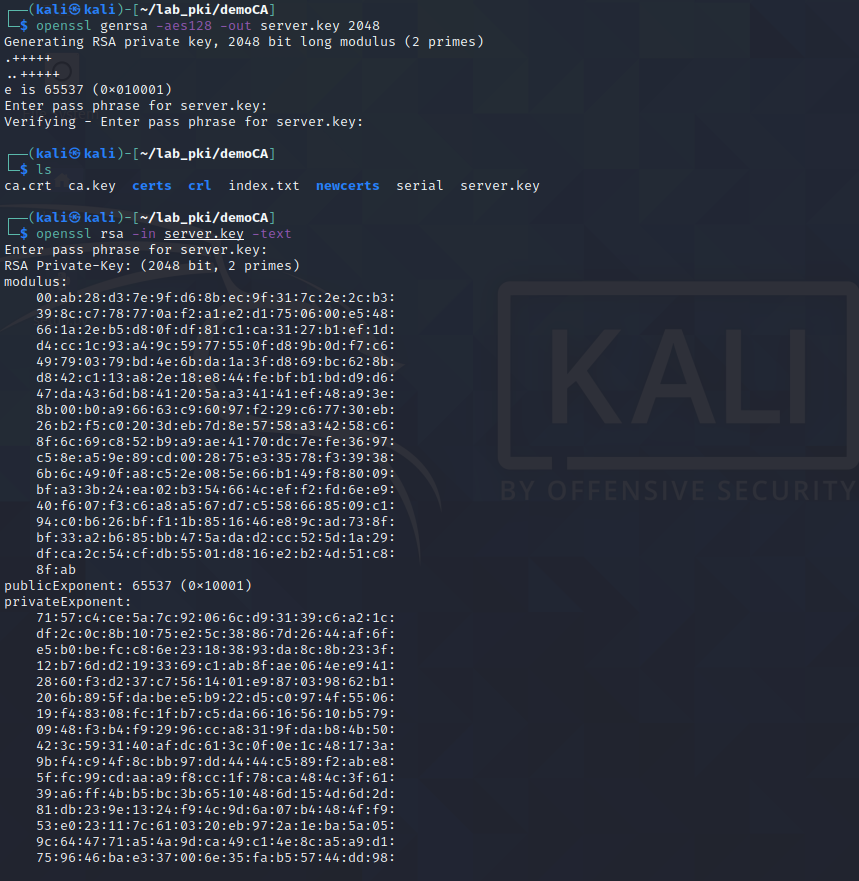 ┌──(kali㉿kali)-[~/lab_pki/demoCA]
└─$ openssl genrsa -aes128 -out server.key 2048
Generating RSA private key, 2048 bit long modulus (2 primes)
.+++++
..+++++
e is 65537 (0x010001)
Enter pass phrase for server.key:
Verifying - Enter pass phrase for server.key:
┌──(kali㉿kali)-[~/lab_pki/demoCA]
└─$ ls
ca.crt ca.key certs crl index.txt newcerts serial server.key
┌──(kali㉿kali)-[~/lab_pki/demoCA]
└─$ openssl rsa -in server.key -text
Enter pass phrase for server.key:
RSA Private-Key: (2048 bit, 2 primes)
modulus:
00:ab:28:d3:7e:9f:d6:8b:ec:9f:31:7c:2e:2c:b3:
39:8c:c7:78:77:0a:f2:a1:e2:d1:75:06:00:e5:48:
66:1a:2e:b5:d8:0f:df:81:c1:ca:31:27:b1:ef:1d:
d4:cc:1c:93:a4:9c:59:77:55:0f:d8:9b:0d:f7:c6:
49:79:03:79:bd:4e:6b:da:1a:3f:d8:69:bc:62:8b:
d8:42:c1:13:a8:2e:18:e8:44:fe:bf:b1:bd:d9:d6:
47:da:43:6d:b8:41:20:5a:a3:41:41:ef:48:a9:3e:
8b:00:b0:a9:66:63:c9:60:97:f2:29:c6:77:30:eb:
26:b2:f5:c0:20:3d:eb:7d:8e:57:58:a3:42:58:c6:
8f:6c:69:c8:52:b9:a9:ae:41:70:dc:7e:fe:36:97:
c5:8e:a5:9e:89:cd:00:28:75:e3:35:78:f3:39:38:
6b:6c:49:0f:a8:c5:2e:08:5e:66:b1:49:f8:80:09:
bf:a3:3b:24:ea:02:b3:54:66:4c:ef:f2:fd:6e:e9:
40:f6:07:f3:c6:a8:a5:67:d7:c5:58:66:85:09:c1:
94:c0:b6:26:bf:f1:1b:85:16:46:e8:9c:ad:73:8f:
bf:33:a2:b6:85:bb:47:5a:da:d2:cc:52:5d:1a:29:
df:ca:2c:54:cf:db:55:01:d8:16:e2:b2:4d:51:c8:
8f:ab
publicExponent: 65537 (0x10001)
privateExponent:
71:57:c4:ce:5a:7c:92:06:6c:d9:31:39:c6:a2:1c:
df:2c:0c:8b:10:75:e2:5c:38:86:7d:26:44:af:6f:
e5:b0:be:fc:c8:6e:23:18:38:93:da:8c:8b:23:3f:
12:b7:6d:d2:19:33:69:c1:ab:8f:ae:06:4e:e9:41:
28:60:f3:d2:37:c7:56:14:01:e9:87:03:98:62:b1:
20:6b:89:5f:da:be:e5:b9:22:d5:c0:97:4f:55:06:
19:f4:83:08:fc:1f:b7:c5:da:66:16:56:10:b5:79:
09:48:f3:b4:f9:29:96:cc:a8:31:9f:da:b8:4b:50:
42:3c:59:31:40:af:dc:61:3c:0f:0e:1c:48:17:3a:
9b:f4:c9:4f:8c:bb:97:dd:44:44:c5:89:f2:ab:e8:
5f:fc:99:cd:aa:a9:f8:cc:1f:78:ca:48:4c:3f:61:
39:a6:ff:4b:b5:bc:3b:65:10:48:6d:15:4d:6d:2d:
81:db:23:9e:13:24:f9:4c:9d:6a:07:b4:48:4f:f9:
53:e0:23:11:7c:61:03:20:eb:97:2a:1e:ba:5a:05:
9c:64:47:71:a5:4a:9d:ca:49:c1:4e:8c:a5:a9:d1:
75:96:46:ba:e3:37:00:6e:35:fa:b5:57:44:dd:98:
KALI
BY OFFENSIVE SECURITY